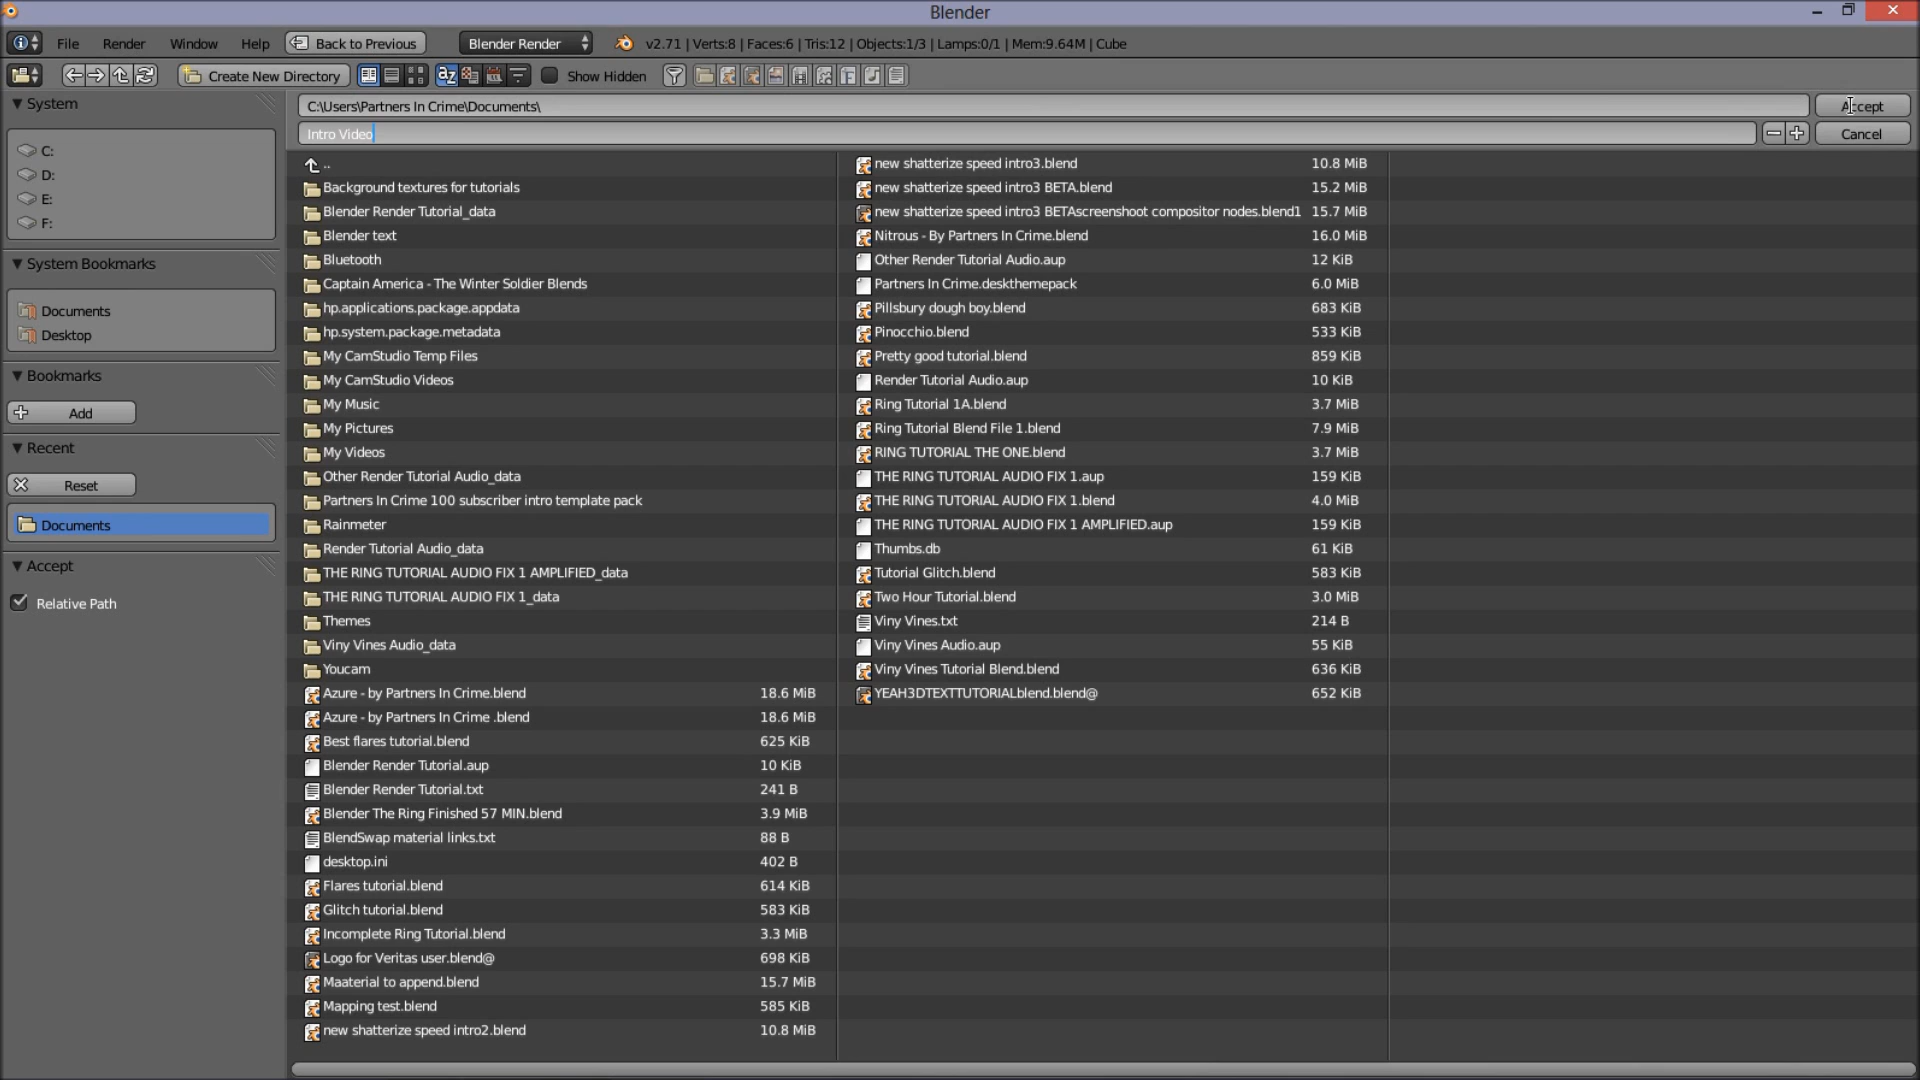 Blender
File Render Window Help Back to Previous Blender Render v2.71 | Verts:8 | Faces:6 | Tris:12 | Objects:1/3 | Lamps:0/1 | Mem:9.64M | Cube
Create New Directory Show Hidden
System
C:
D:
E:
F:
System Bookmarks
Documents
Desktop
Bookmarks
Add
Recent
Reset
Documents
Accept
Relative Path
C:\Users\Partners In Crime\Documents\ Accept
Intro Video Cancel
..
Background textures for tutorials
Blender Render Tutorial_data
Blender text
Bluetooth
Captain America - The Winter Soldier Blends
hp.applications.package.appdata
hp.system.package.metadata
My CamStudio Temp Files
My CamStudio Videos
My Music
My Pictures
My Videos
Other Render Tutorial Audio_data
Partners In Crime 100 subscriber intro template pack
Rainmeter
Render Tutorial Audio_data
THE RING TUTORIAL AUDIO FIX 1 AMPLIFIED_data
THE RING TUTORIAL AUDIO FIX 1_data
Themes
Viny Vines Audio_data
Youcam
Azure - by Partners In Crime.blend 18.6 MiB
Azure - by Partners In Crime .blend 18.6 MiB
Best flares tutorial.blend 625 KiB
Blender Render Tutorial.aup 10 KiB
Blender Render Tutorial.txt 241 B
Blender The Ring Finished 57 MIN.blend 3.9 MiB
BlendSwap material links.txt 88 B
desktop.ini 402 B
Flares tutorial.blend 614 KiB
Glitch tutorial.blend 583 KiB
Incomplete Ring Tutorial.blend 3.3 MiB
Logo for Veritas user.blend@ 698 KiB
Maaterial to append.blend 15.7 MiB
Mapping test.blend 585 KiB
new shatterize speed intro2.blend 10.8 MiB
new shatterize speed intro3.blend 10.8 MiB
new shatterize speed intro3 BETA.blend 15.2 MiB
new shatterize speed intro3 BETAscreenshoot compositor nodes.blend1 15.7 MiB
Nitrous - By Partners In Crime.blend 16.0 MiB
Other Render Tutorial Audio.aup 12 KiB
Partners In Crime.deskthemepack 6.0 MiB
Pillsbury dough boy.blend 683 KiB
Pinocchio.blend 533 KiB
Pretty good tutorial.blend 859 KiB
Render Tutorial Audio.aup 10 KiB
Ring Tutorial 1A.blend 3.7 MiB
Ring Tutorial Blend File 1.blend 7.9 MiB
RING TUTORIAL THE ONE.blend 3.7 MiB
THE RING TUTORIAL AUDIO FIX 1.aup 159 KiB
THE RING TUTORIAL AUDIO FIX 1.blend 4.0 MiB
THE RING TUTORIAL AUDIO FIX 1 AMPLIFIED.aup 159 KiB
Thumbs.db 61 KiB
Tutorial Glitch.blend 583 KiB
Two Hour Tutorial.blend 3.0 MiB
Viny Vines.txt 214 B
Viny Vines Audio.aup 55 KiB
Viny Vines Tutorial Blend.blend 636 KiB
YEAH3DTEXTTUTORIALblend.blend@ 652 KiB